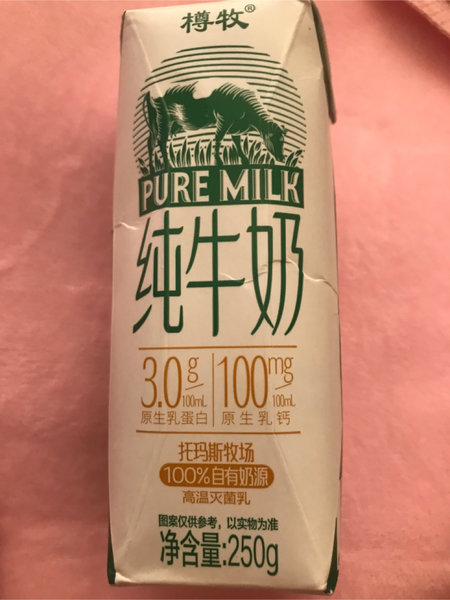 樽牧®
PURE MILK
纯牛奶
3.0g/100mL 100mg/100mL
原生乳蛋白 原生乳钙
托玛斯牧场
100%自有奶源
高温灭菌乳
图案仅供参考，以实物为准
净含量:250g